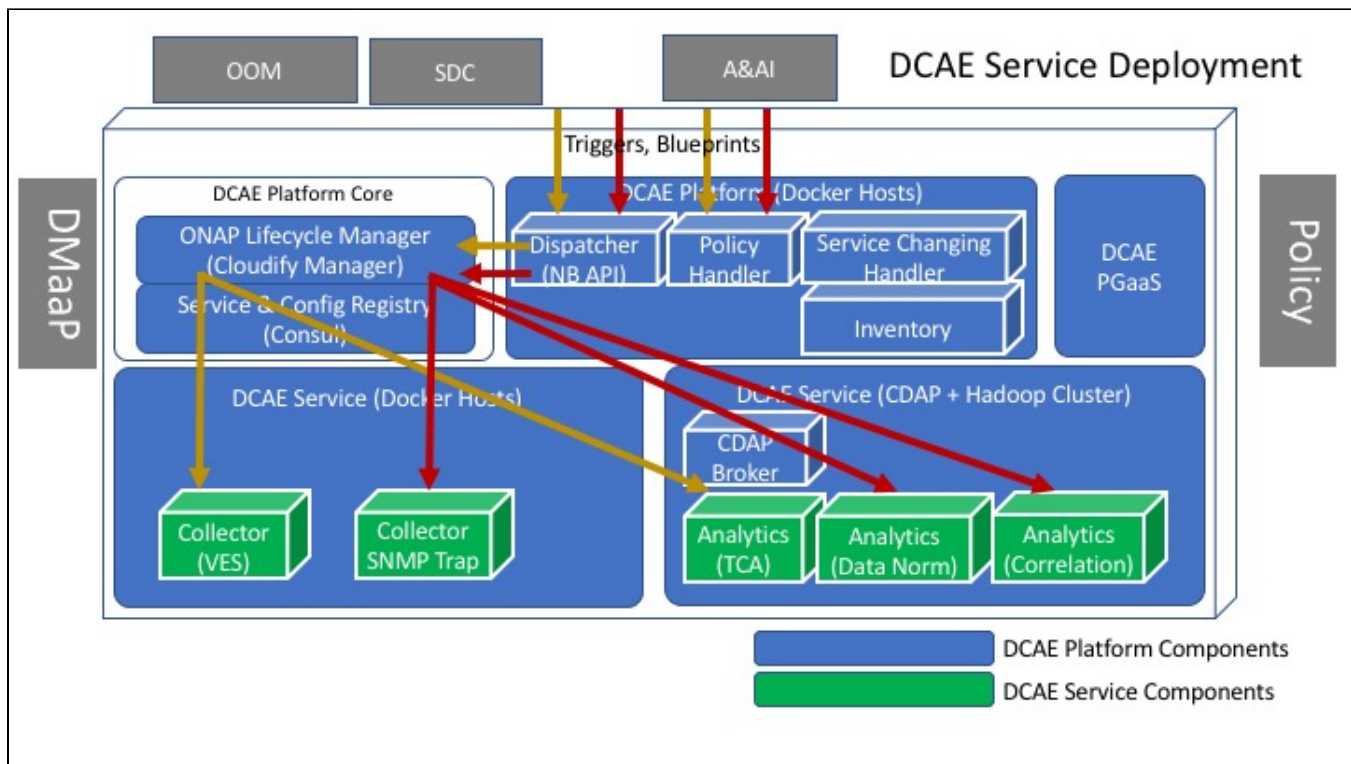 OOM
SDC
A&AI
DCAE Service Deployment
Triggers, Blueprints
DMaaP
Policy
DCAE Platform Core
ONAP Lifecycle Manager
(Cloudify Manager)
Service & Config Registry
(Consul)
DCAE Platform (Docker Hosts)
Dispatcher
(NB API)
Policy
Handler
Service Changing
Handler
Inventory
DCAE
PGaaS
DCAE Service (Docker Hosts)
Collector
(VES)
Collector
SNMP Trap
DCAE Service (CDAP + Hadoop Cluster)
CDAP
Broker
Analytics
(TCA)
Analytics
(Data Norm)
Analytics
(Correlation)
DCAE Platform Components
DCAE Service Components